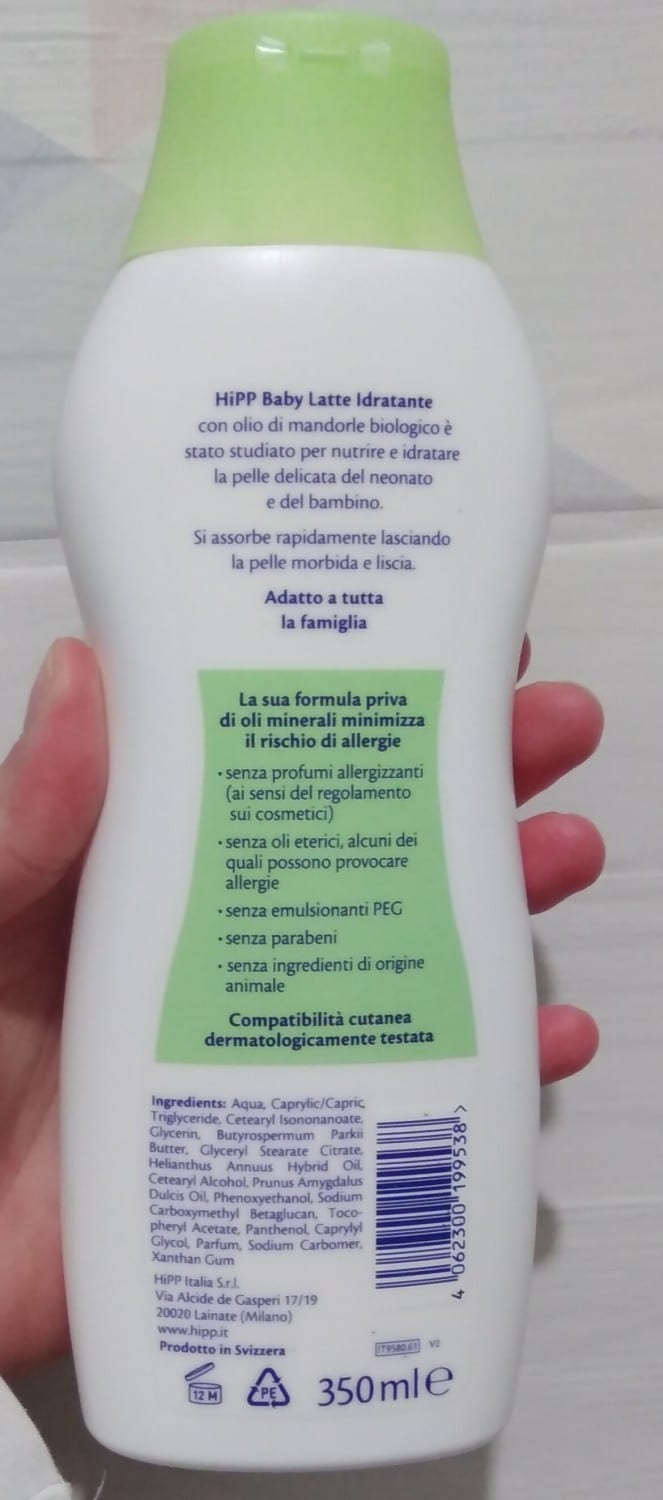 HiPP Baby Latte Idratante
con olio di mandorle biologico è
stato studiato per nutrire e idratare
la pelle delicata del neonato
e del bambino.
Si assorbe rapidamente lasciando
la pelle morbida e liscia.
Adatto a tutta
la famiglia
La sua formula priva
di oli minerali minimizza
il rischio di allergie
• senza profumi allergizzanti
(ai sensi del regolamento
sui cosmetici)
• senza oli eterici, alcuni dei
quali possono provocare
allergie
• senza emulsionanti PEG
• senza parabeni
• senza ingredienti di origine
animale
Compatibilità cutanea
dermatologicamente testata
Ingredients: Aqua, Caprylic/Capric
Triglyceride, Cetearyl Isononanoate,
Glycerin, Butyrospermum Parkii
Butter, Glyceryl Stearate Citrate,
Helianthus Annuus Hybrid Oil,
Cetearyl Alcohol, Prunus Amygdalus
Dulcis Oil, Phenoxyethanol, Sodium
Carboxymethyl Betaglucan, Toco-
pheryl Acetate, Panthenol, Caprylyl
Glycol, Parfum, Sodium Carbomer,
Xanthan Gum
4 062300 199538 >
HiPP Italia S.r.l.
Via Alcide de Gasperi 17/19
20020 Lainate (Milano)
www.hipp.it
Prodotto in Svizzera
IT9580.61 V2
12 M
PE
350 ml e